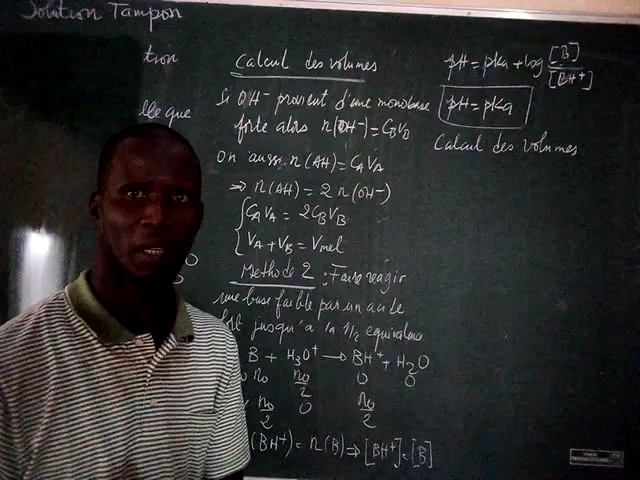 Solution Tampon
tion
lle que
Calcul des volumes
Si OH⁻ provient d'une monobase
forte alors n(OH⁻) = CBVB
On aussi n(AH) = CAVA
⇒ n(AH) = 2 n(OH⁻)
{ CAVA = 2CBVB
VA + VB = Vmel
Methode 2 : Faire reagir
une base faible par un acide
jusqu'a la 1/2 equivalence
B + H₃O⁺ → BH⁺ + H₂O
n₀ n₀/2 0 0
n₀/2 0 n₀/2
(BH⁺) = n(B) ⇒ [BH⁺] = [B]
pH = pka + log [B]/[BH⁺]
pH = pka
Calcul des volumes